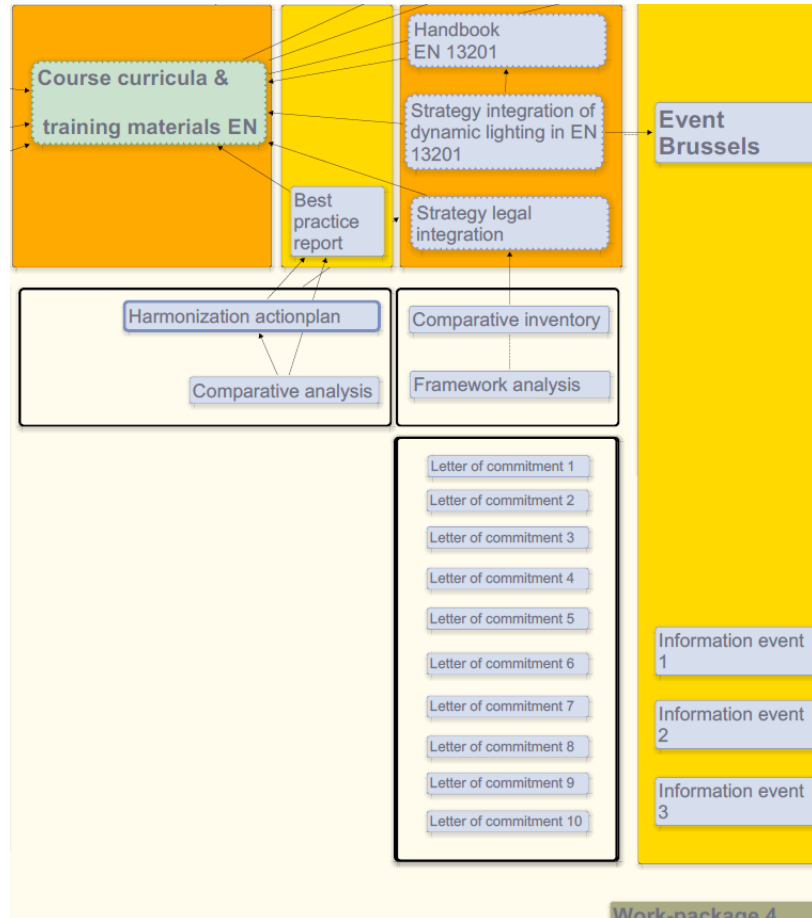 Course curricula &
training materials EN
Handbook
EN 13201
Strategy integration of
dynamic lighting in EN
13201
Event
Brussels
Best
practice
report
Strategy legal
integration
Harmonization actionplan
Comparative analysis
Comparative inventory
Framework analysis
Letter of commitment 1
Letter of commitment 2
Letter of commitment 3
Letter of commitment 4
Letter of commitment 5
Letter of commitment 6
Letter of commitment 7
Letter of commitment 8
Letter of commitment 9
Letter of commitment 10
Information event
1
Information event
2
Information event
3
Work-package 4